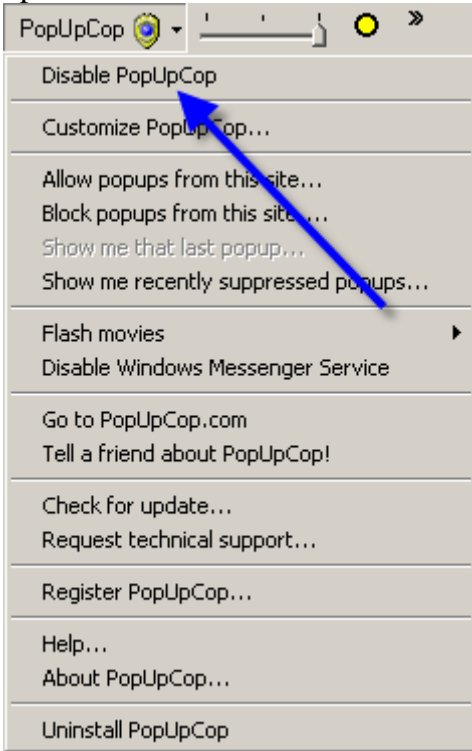 PopUpCop
Disable PopUpCop
Customize PopUpCop...
Allow popups from this site...
Block popups from this site...
Show me that last popup...
Show me recently suppressed popups...
Flash movies
Disable Windows Messenger Service
Go to PopUpCop.com
Tell a friend about PopUpCop!
Check for update...
Request technical support...
Register PopUpCop...
Help...
About PopUpCop...
Uninstall PopUpCop